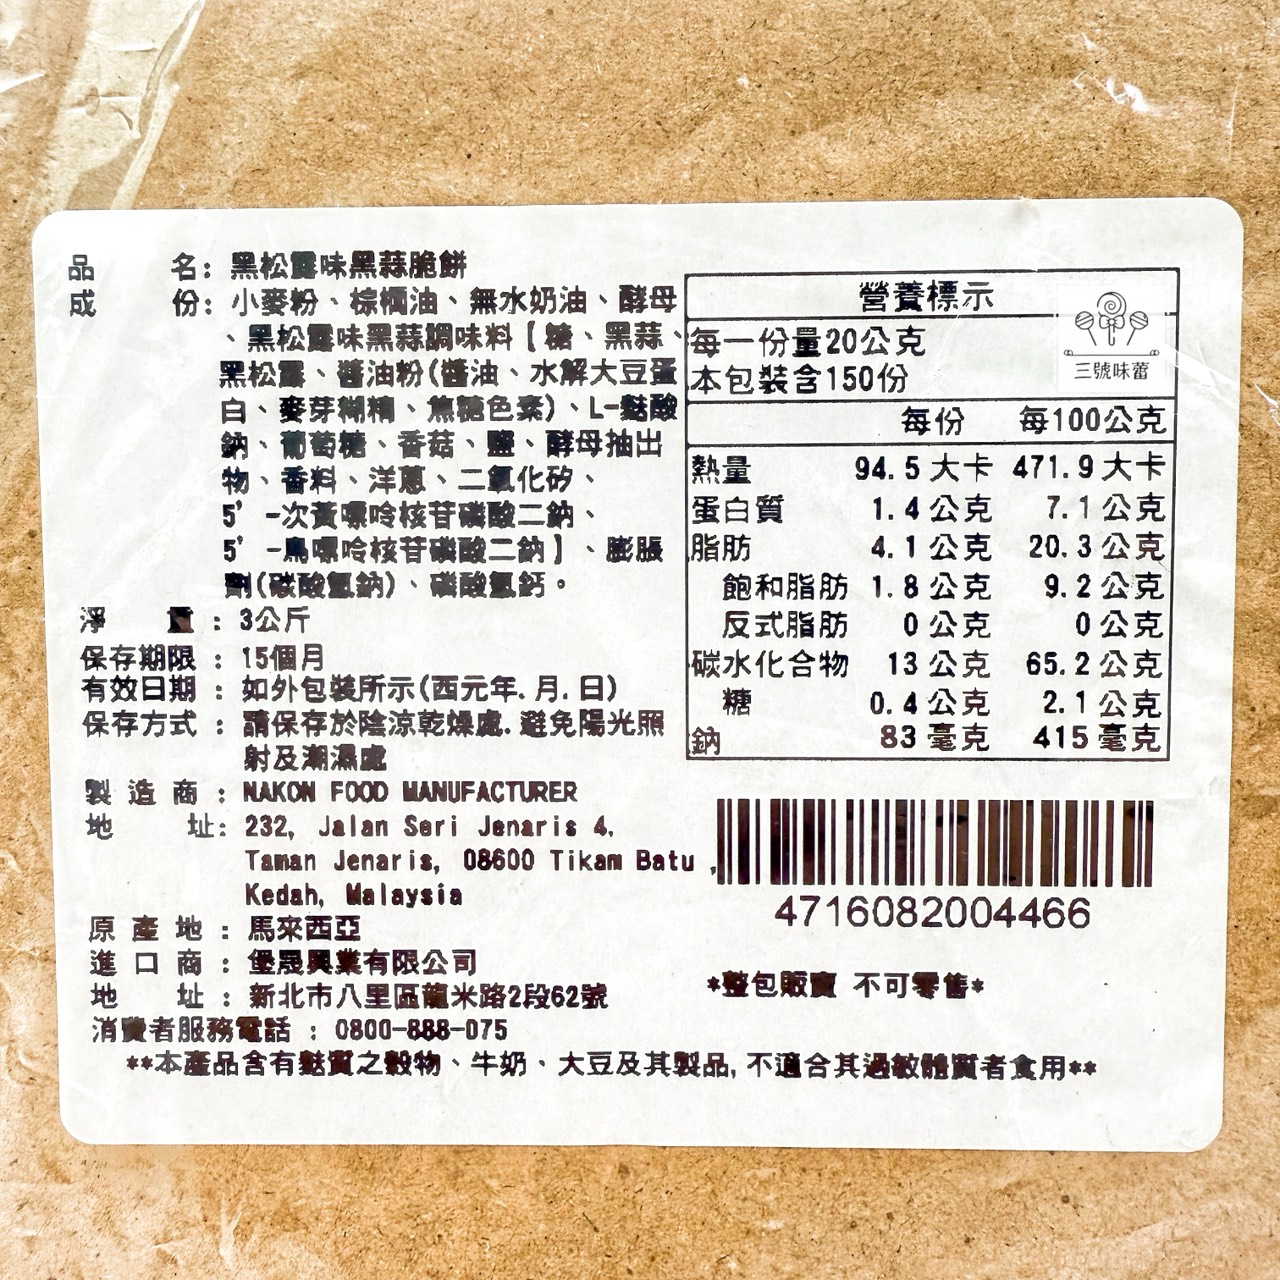 品　　　名: 黑松露味黑蒜脆餅
成　　　份: 小麥粉、棕櫚油、無水奶油、酵母
、黑松露味黑蒜調味料【糖、黑蒜、
黑松露、醬油粉(醬油、水解大豆蛋
白、麥芽糊精、焦糖色素)、L-麩酸
鈉、葡萄糖、香菇、鹽、酵母抽出
物、香料、洋蔥、二氧化矽、
5’-次黃嘌呤核苷磷酸二鈉、
5’-鳥嘌呤核苷磷酸二鈉】、膨脹
劑(碳酸氫鈉)、磷酸氫鈣。
淨　　　量 : 3公斤
保存期限 : 15個月
有效日期 : 如外包裝所示(西元年.月.日)
保存方式 : 請保存於陰涼乾燥處.避免陽光照
射及潮濕處
製 造 商 : NAKON FOOD MANUFACTURER
地　　　址: 232, Jalan Seri Jenaris 4,
Taman Jenaris, 08600 Tikam Batu ,
Kedah, Malaysia
原 產 地 : 馬來西亞
進 口 商 : 堡晟興業有限公司
地　　址 : 新北市八里區龍米路2段62號
消費者服務電話 : 0800-888-075
**本產品含有麩質之穀物、牛奶、大豆及其製品, 不適合其過敏體質者食用**
營養標示
三號味蕾
每一份量20公克
本包裝含150份
每份 每100公克
熱量 94.5 大卡 471.9 大卡
蛋白質 1.4 公克 7.1 公克
脂肪 4.1 公克 20.3 公克
飽和脂肪 1.8 公克 9.2 公克
反式脂肪 0 公克 0 公克
碳水化合物 13 公克 65.2 公克
糖 0.4 公克 2.1 公克
鈉 83 毫克 415 毫克
4716082004466
*整包販賣 不可零售*